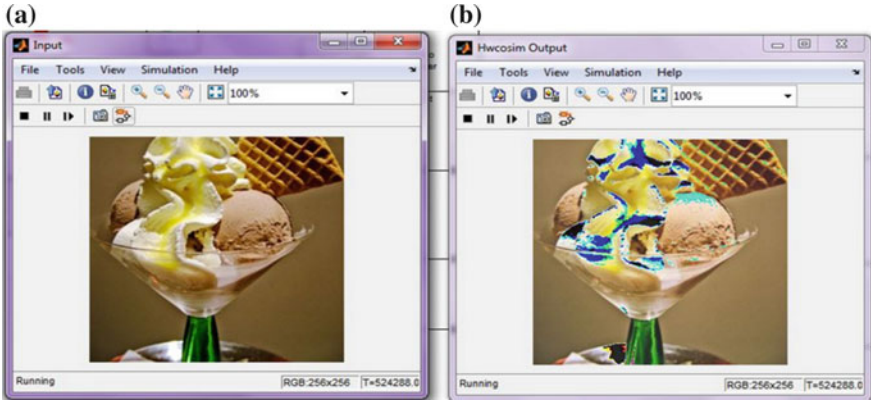 (a)
(b)
Input
File Tools View Simulation Help
100%
Running
RGB:256x256 T=524288.0
Hwcosim Output
File Tools View Simulation Help
100%
Running
RGB:256x256 T=524288.0